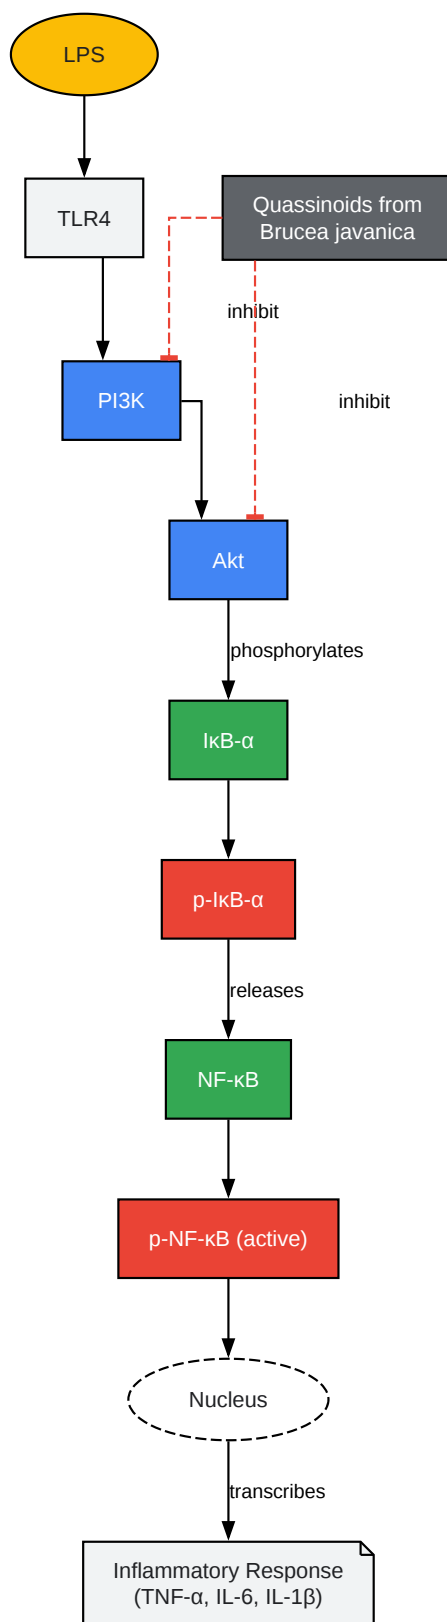 LPS
TLR4
Quassinoids from
Brucea javanica
inhibit
PI3K
inhibit
Akt
phosphorylates
IκB-α
p-IκB-α
releases
NF-κB
p-NF-κB (active)
Nucleus
transcribes
Inflammatory Response
(TNF-α, IL-6, IL-1β)